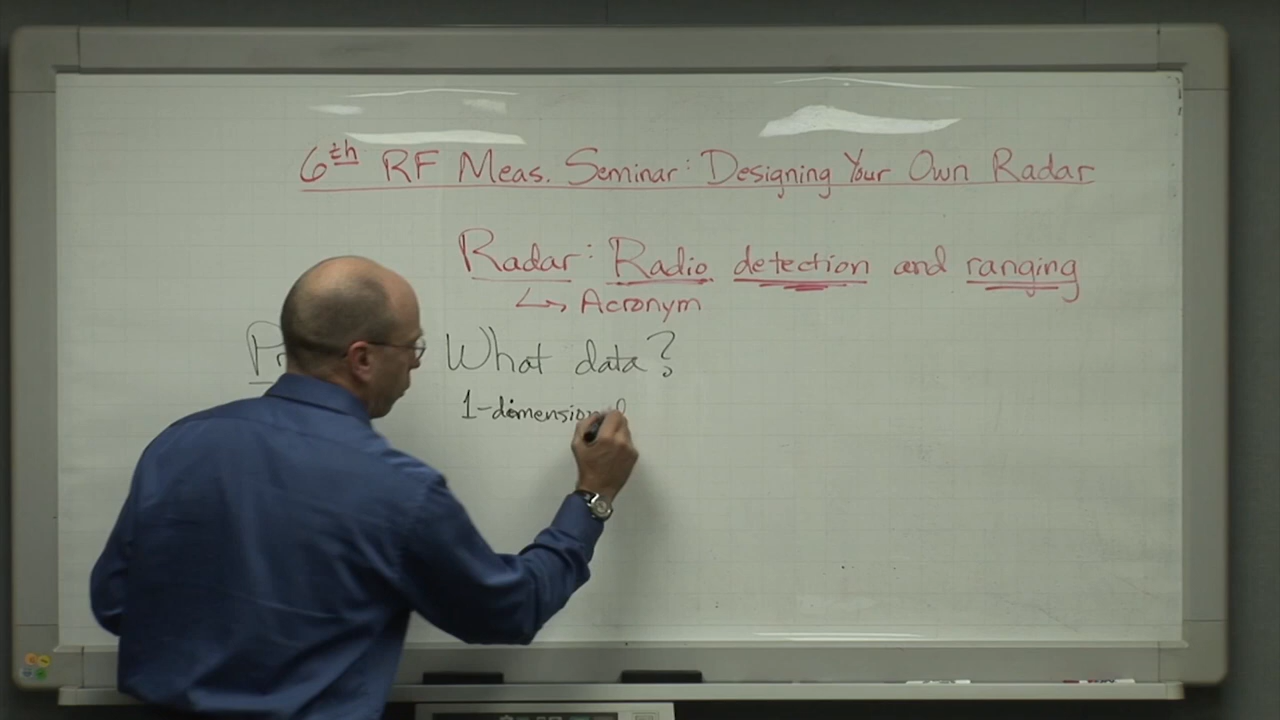 6th RF Meas. Seminar: Designing Your Own Radar
Radar: Radio detection and ranging
↳ Acronym
What data?
1-dimensional